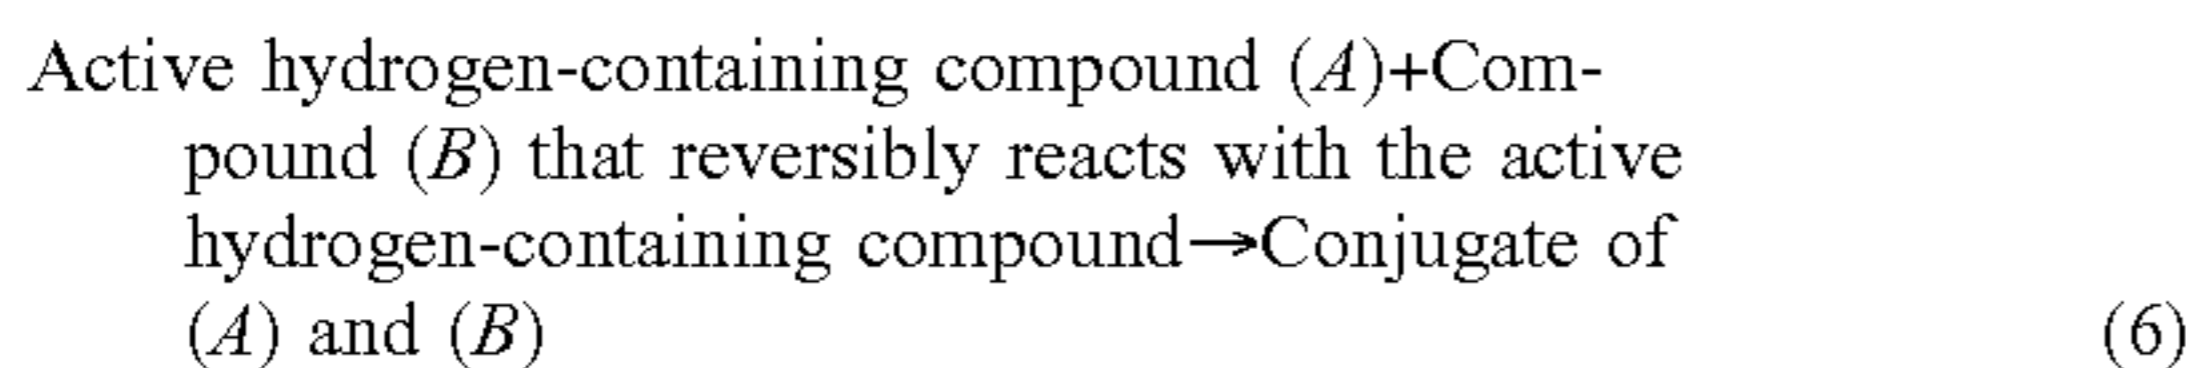 Active hydrogen-containing compound (A)+Com-
pound (B) that reversibly reacts with the active
hydrogen-containing compound→Conjugate of
(A) and (B) (6)